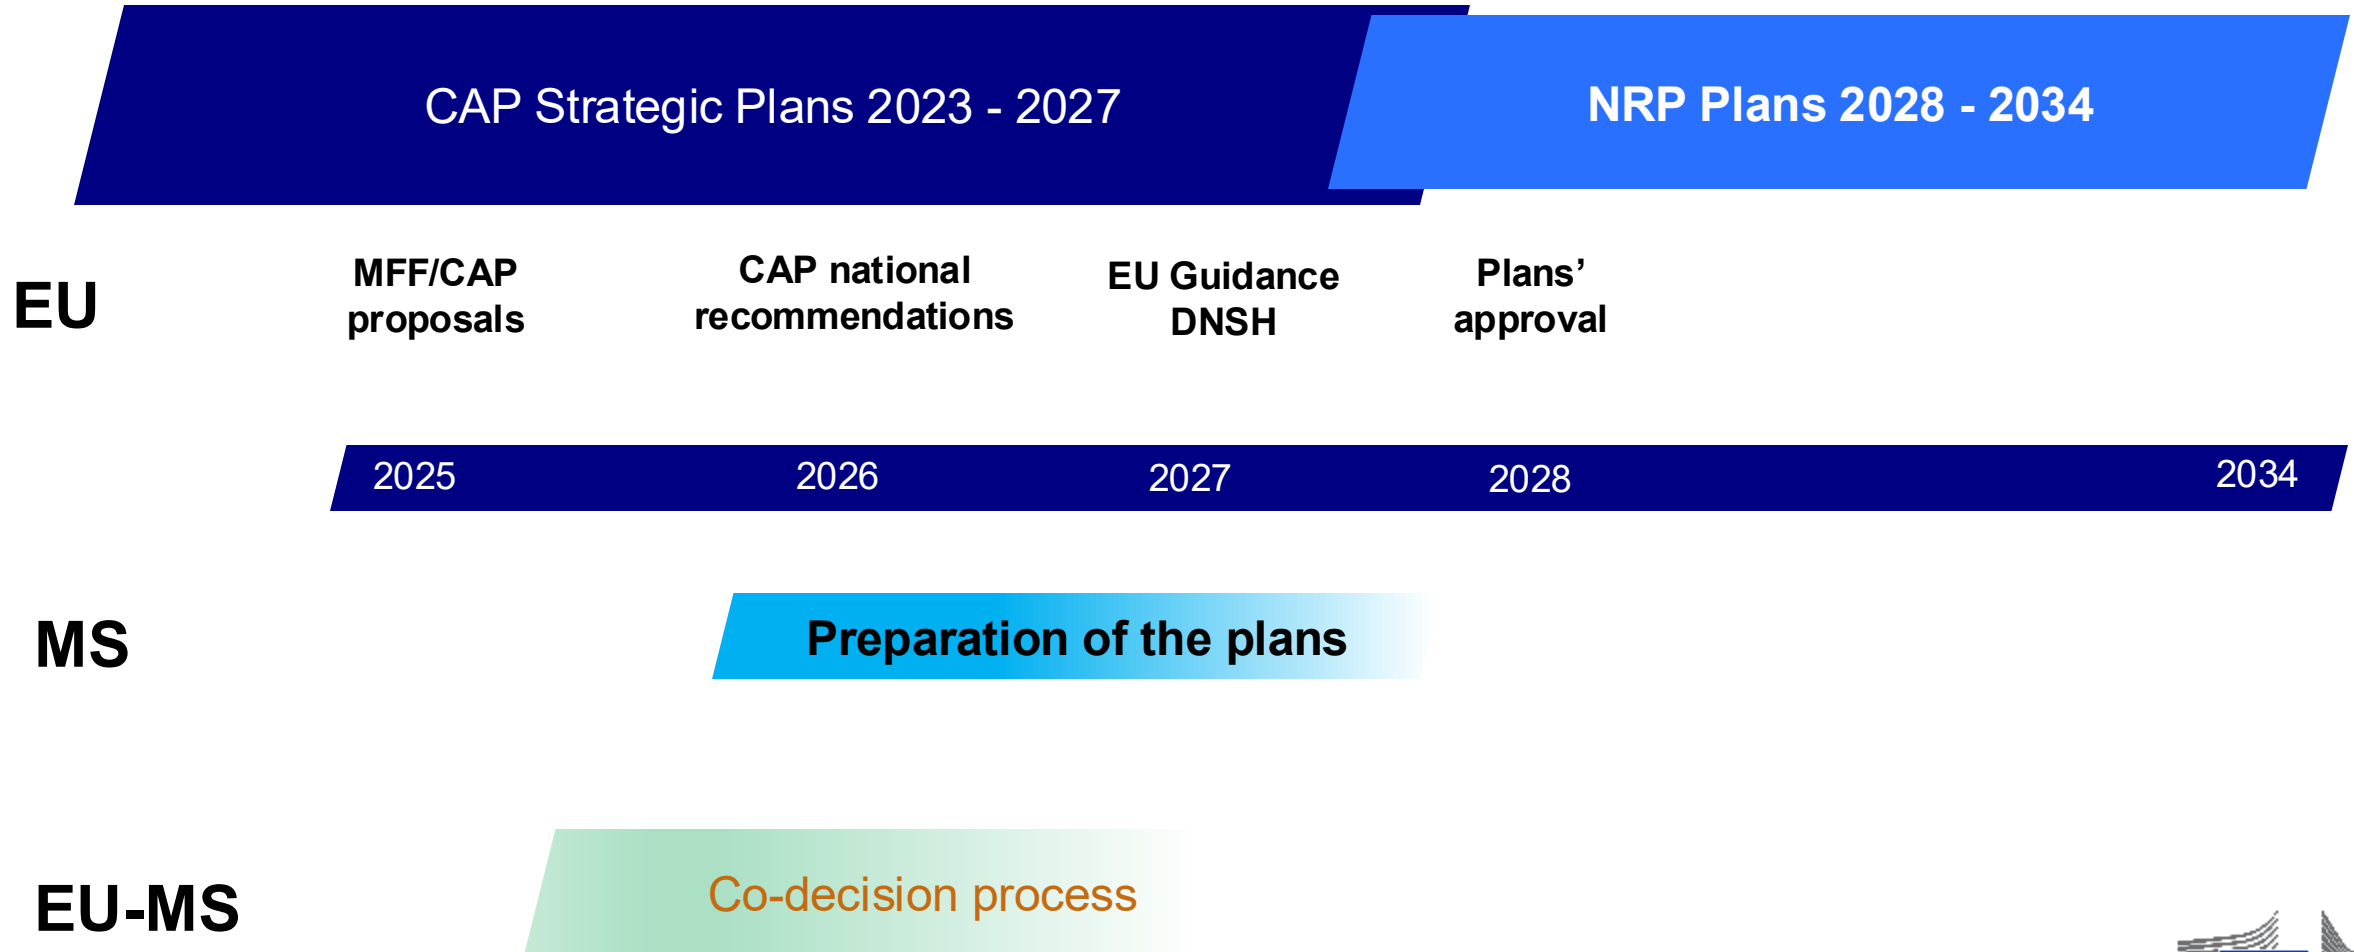 CAP Strategic Plans 2023 - 2027
NRP Plans 2028 - 2034
EU
MFF/CAP
proposals
CAP national
recommendations
EU Guidance
DNSH
Plans’
approval
2025
2026
2027
2028
2034
MS
Preparation of the plans
EU-MS
Co-decision process